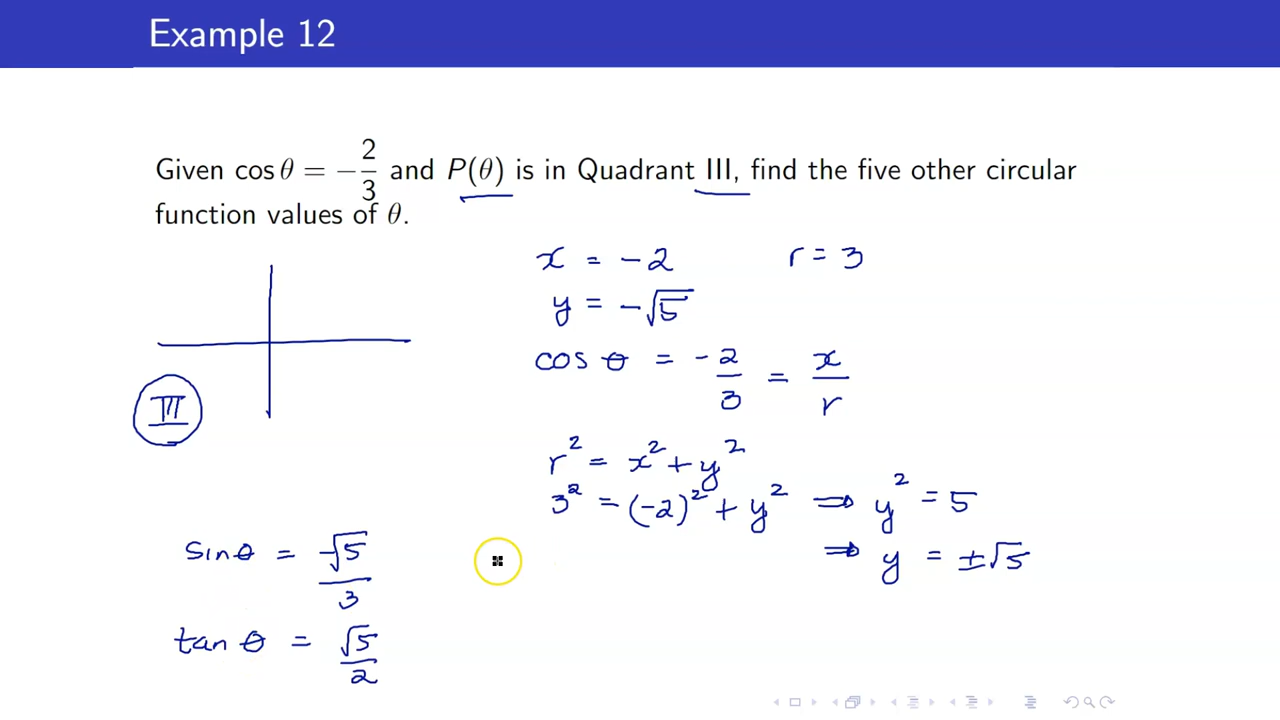 Example 12
Given cos θ = −2/3 and P(θ) is in Quadrant III, find the five other circular
function values of θ.
x = −2 r = 3
y = −√5
cos θ = −2/3 = x/r
III
r² = x² + y²
3² = (−2)² + y² ⟹ y² = 5
⟹ y = ±√5
sin θ = −√5/3
tan θ = √5/2